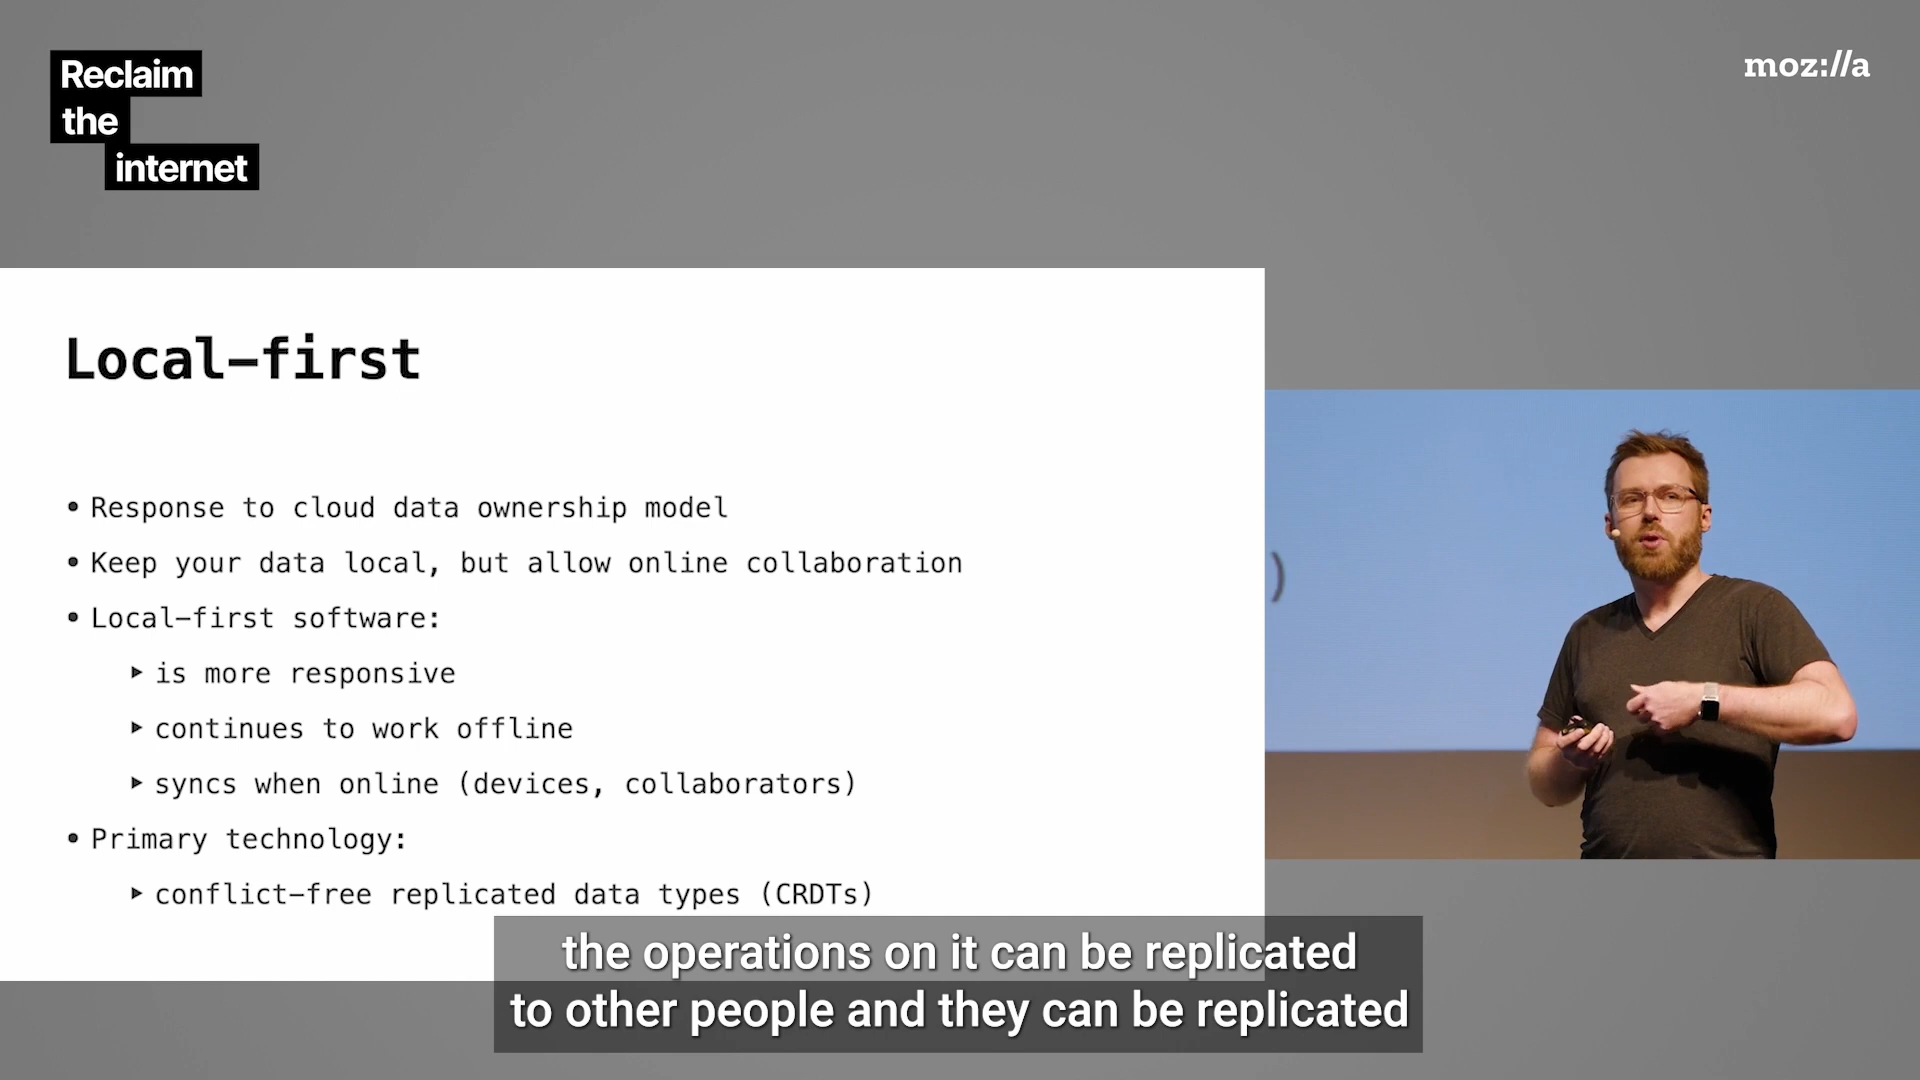 Reclaim
the
internet
moz://a
Local-first
• Response to cloud data ownership model
• Keep your data local, but allow online collaboration
• Local-first software:
‣ is more responsive
‣ continues to work offline
‣ syncs when online (devices, collaborators)
• Primary technology:
‣ conflict-free replicated data types (CRDTs)
)
the operations on it can be replicated
to other people and they can be replicated